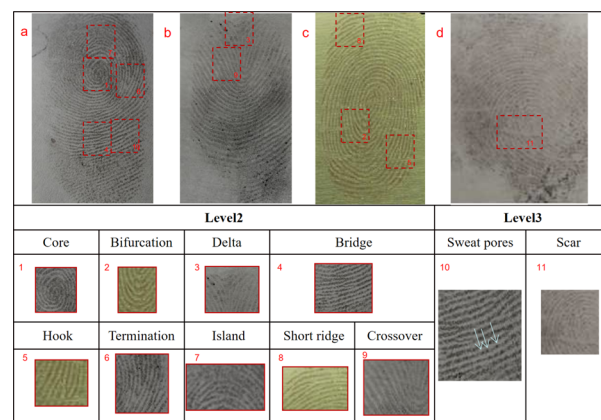 a b c d
Level2 Level3
Core Bifurcation Delta Bridge Sweat pores Scar
1 2 3 4 10 11
Hook Termination Island Short ridge Crossover
5 6 7 8 9